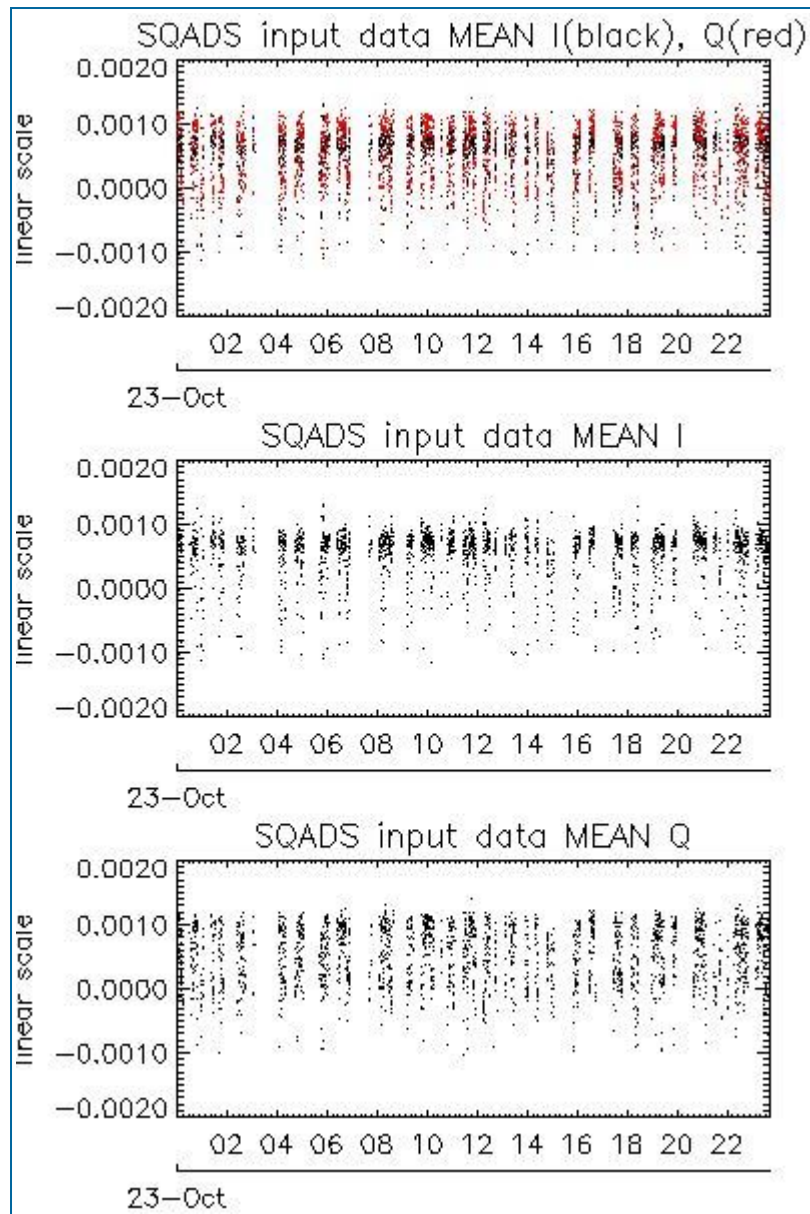 SQADS input data MEAN I(black), Q(red)
linear scale
0.0020
0.0010
0.0000
−0.0010
−0.0020
02 04 06 08 10 12 14 16 18 20 22
23−Oct
SQADS input data MEAN I
linear scale
0.0020
0.0010
0.0000
−0.0010
−0.0020
02 04 06 08 10 12 14 16 18 20 22
23−Oct
SQADS input data MEAN Q
linear scale
0.0020
0.0010
0.0000
−0.0010
−0.0020
02 04 06 08 10 12 14 16 18 20 22
23−Oct